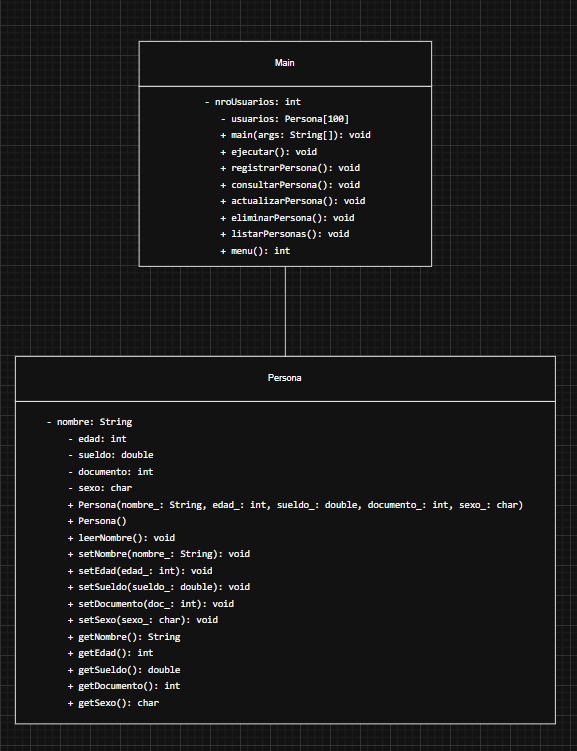 Main
- nroUsuarios: int
- usuarios: Persona[100]
+ main(args: String[]): void
+ ejecutar(): void
+ registrarPersona(): void
+ consultarPersona(): void
+ actualizarPersona(): void
+ eliminarPersona(): void
+ listarPersonas(): void
+ menu(): int
Persona
- nombre: String
- edad: int
- sueldo: double
- documento: int
- sexo: char
+ Persona(nombre_: String, edad_: int, sueldo_: double, documento_: int, sexo_: char)
+ Persona()
+ leerNombre(): void
+ setNombre(nombre_: String): void
+ setEdad(edad_: int): void
+ setSueldo(sueldo_: double): void
+ setDocumento(doc_: int): void
+ setSexo(sexo_: char): void
+ getNombre(): String
+ getEdad(): int
+ getSueldo(): double
+ getDocumento(): int
+ getSexo(): char